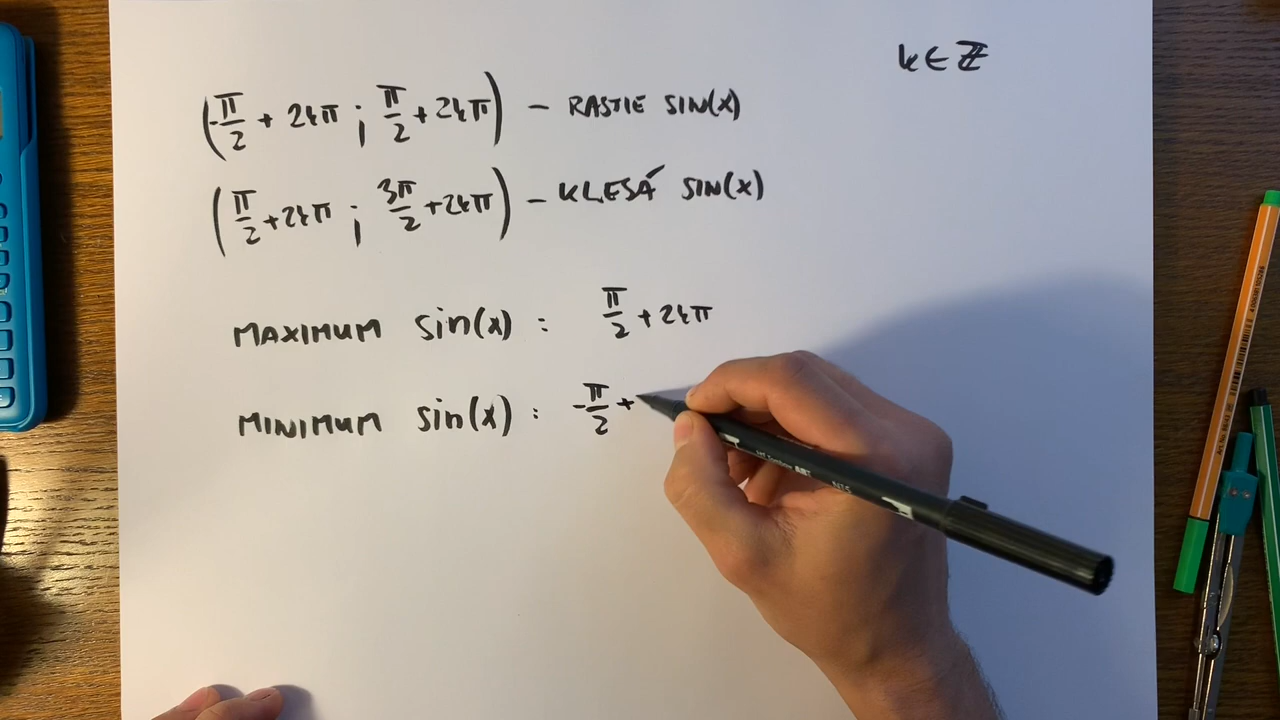 k∈ℤ
(-π/2 + 2kπ ; π/2 + 2kπ) – RASTIE SIN(X)
(π/2 + 2kπ ; 3π/2 + 2kπ) – KLESÁ SIN(X)
MAXIMUM sin(x) : π/2 + 2kπ
MINIMUM sin(x) : -π/2 +